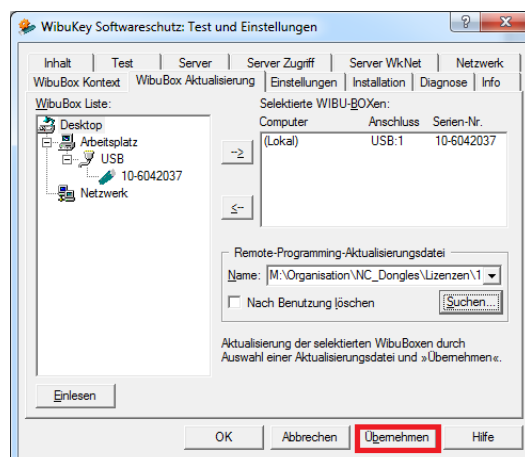 WibuKey Softwareschutz: Test und Einstellungen
Inhalt Test Server Server Zugriff Server WkNet Netzwerk
WibuBox Kontext WibuBox Aktualisierung Einstellungen Installation Diagnose Info
WibuBox Liste:
Desktop
Arbeitsplatz
USB
10-6042037
Netzwerk
Einlesen
-->
<--
Selektierte WIBU-BOXen:
Computer Anschluss Serien-Nr.
(Lokal) USB:1 10-6042037
Remote-Programming-Aktualisierungsdatei
Name: M:\Organisation\NC_Dongles\Lizenzen\1
Nach Benutzung löschen Suchen...
Aktualisierung der selektierten WibuBoxen durch
Auswahl einer Aktualisierungsdatei und »Übernehmen«.
OK Abbrechen Übernehmen Hilfe